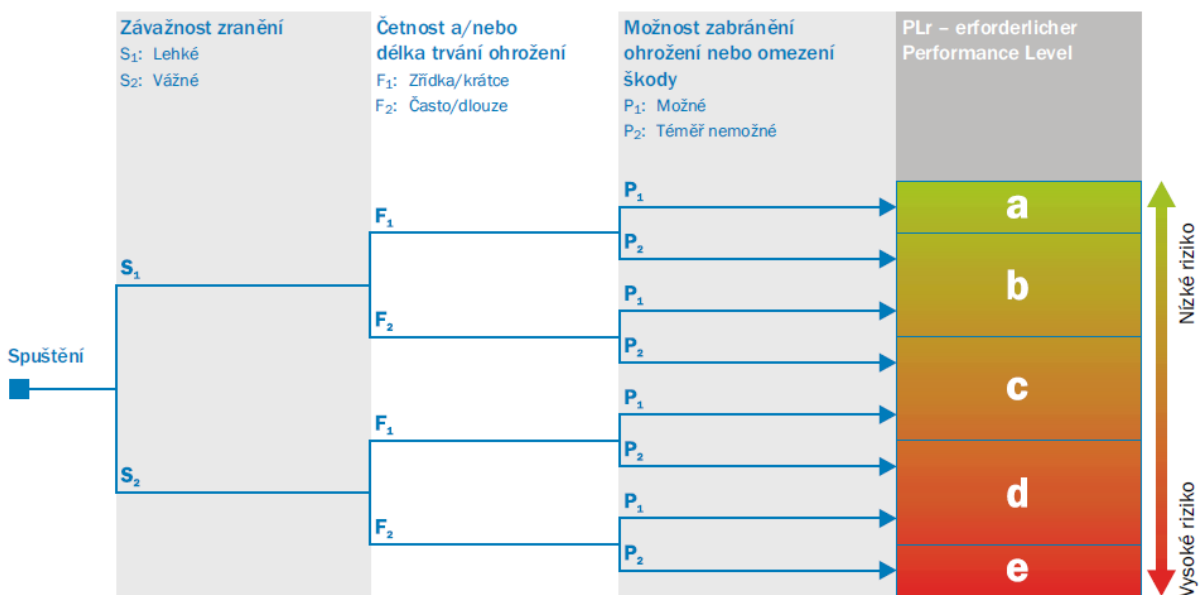 Závažnost zranění
S₁: Lehké
S₂: Vážné
Četnost a/nebo
délka trvání ohrožení
F₁: Zřídka/krátce
F₂: Často/dlouze
Možnost zabránění
ohrožení nebo omezení
škody
P₁: Možné
P₂: Téměř nemožné
PLr – erforderlicher
Performance Level
Spuštění
S₁
S₂
F₁
F₂
F₁
F₂
P₁
P₂
P₁
P₂
P₁
P₂
P₁
P₂
a
b
c
d
e
Nízké riziko
Vysoké riziko